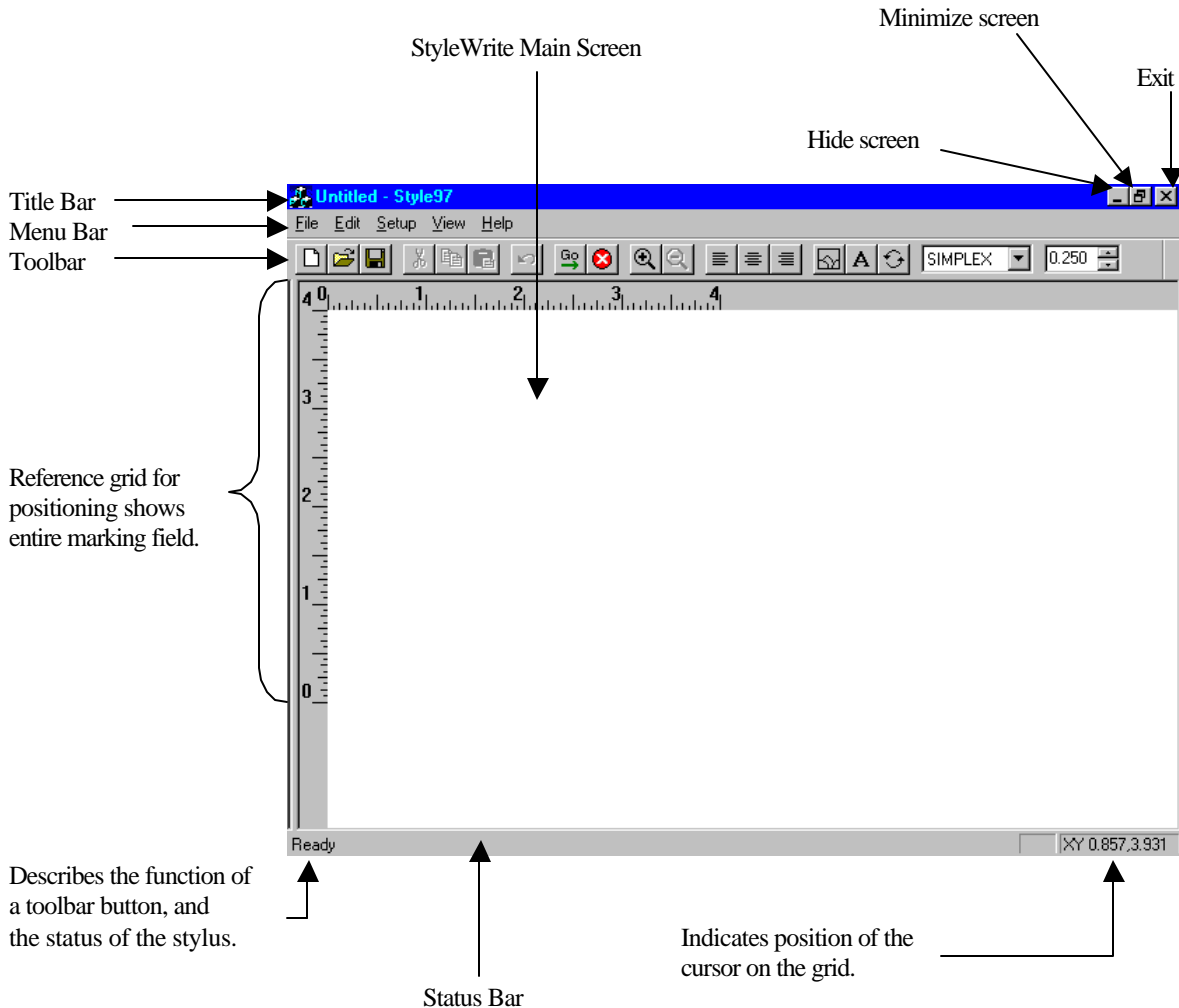 Minimize screen
StyleWrite Main Screen
Exit
Hide screen
Title Bar
Untitled - Style97
Menu Bar
File Edit Setup View Help
Toolbar
Go
A
SIMPLEX
0.250
4 0 1 2 3 4
3
2
1
0
Reference grid for
positioning shows
entire marking field.
Ready
XY 0.857,3.931
Describes the function of
a toolbar button, and
the status of the stylus.
Indicates position of the
cursor on the grid.
Status Bar